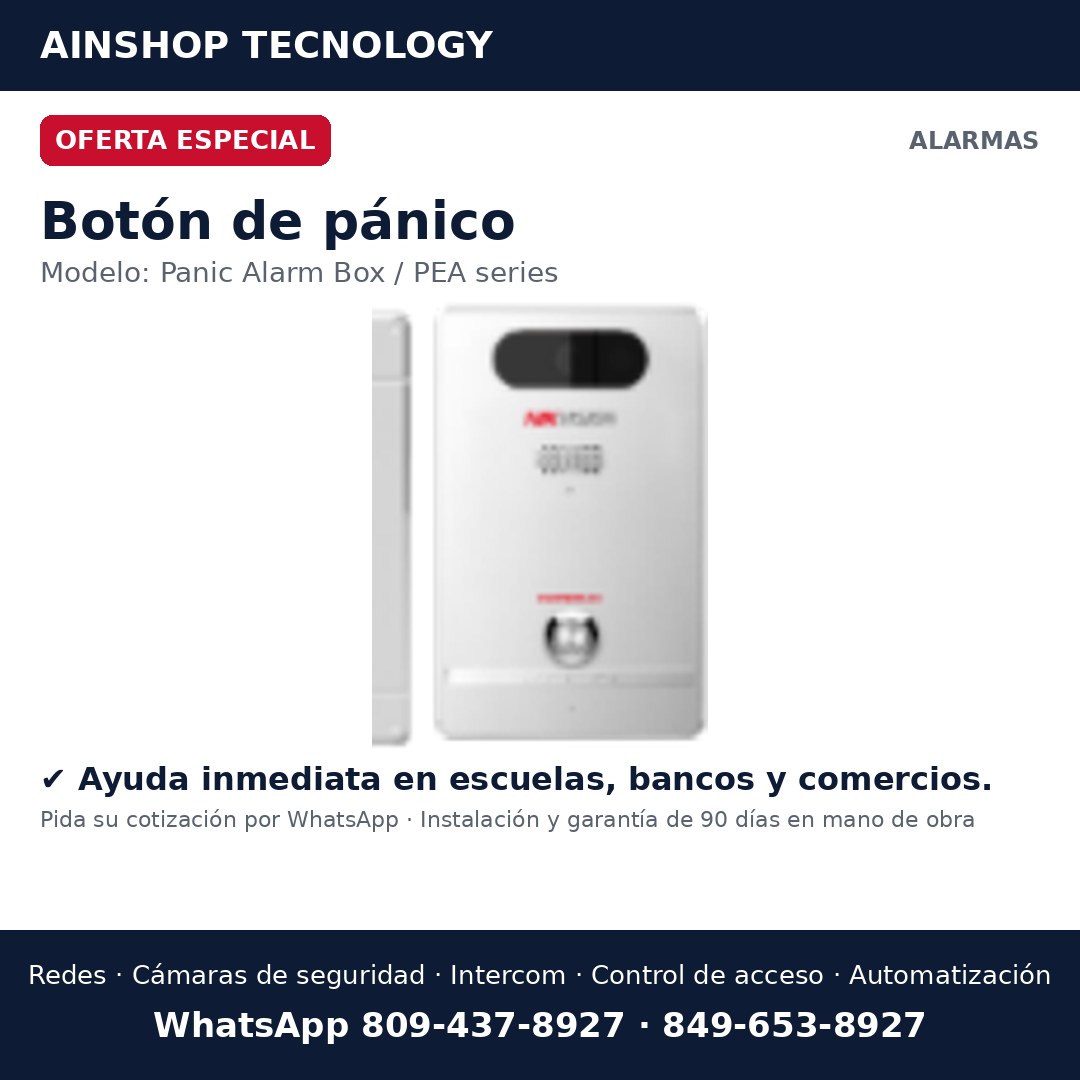 AINSHOP TECNOLOGY
OFERTA ESPECIAL
ALARMAS
Botón de pánico
Modelo: Panic Alarm Box / PEA series
HIKVISION
✔ Ayuda inmediata en escuelas, bancos y comercios.
Pida su cotización por WhatsApp · Instalación y garantía de 90 días en mano de obra
Redes · Cámaras de seguridad · Intercom · Control de acceso · Automatización
WhatsApp 809-437-8927 · 849-653-8927